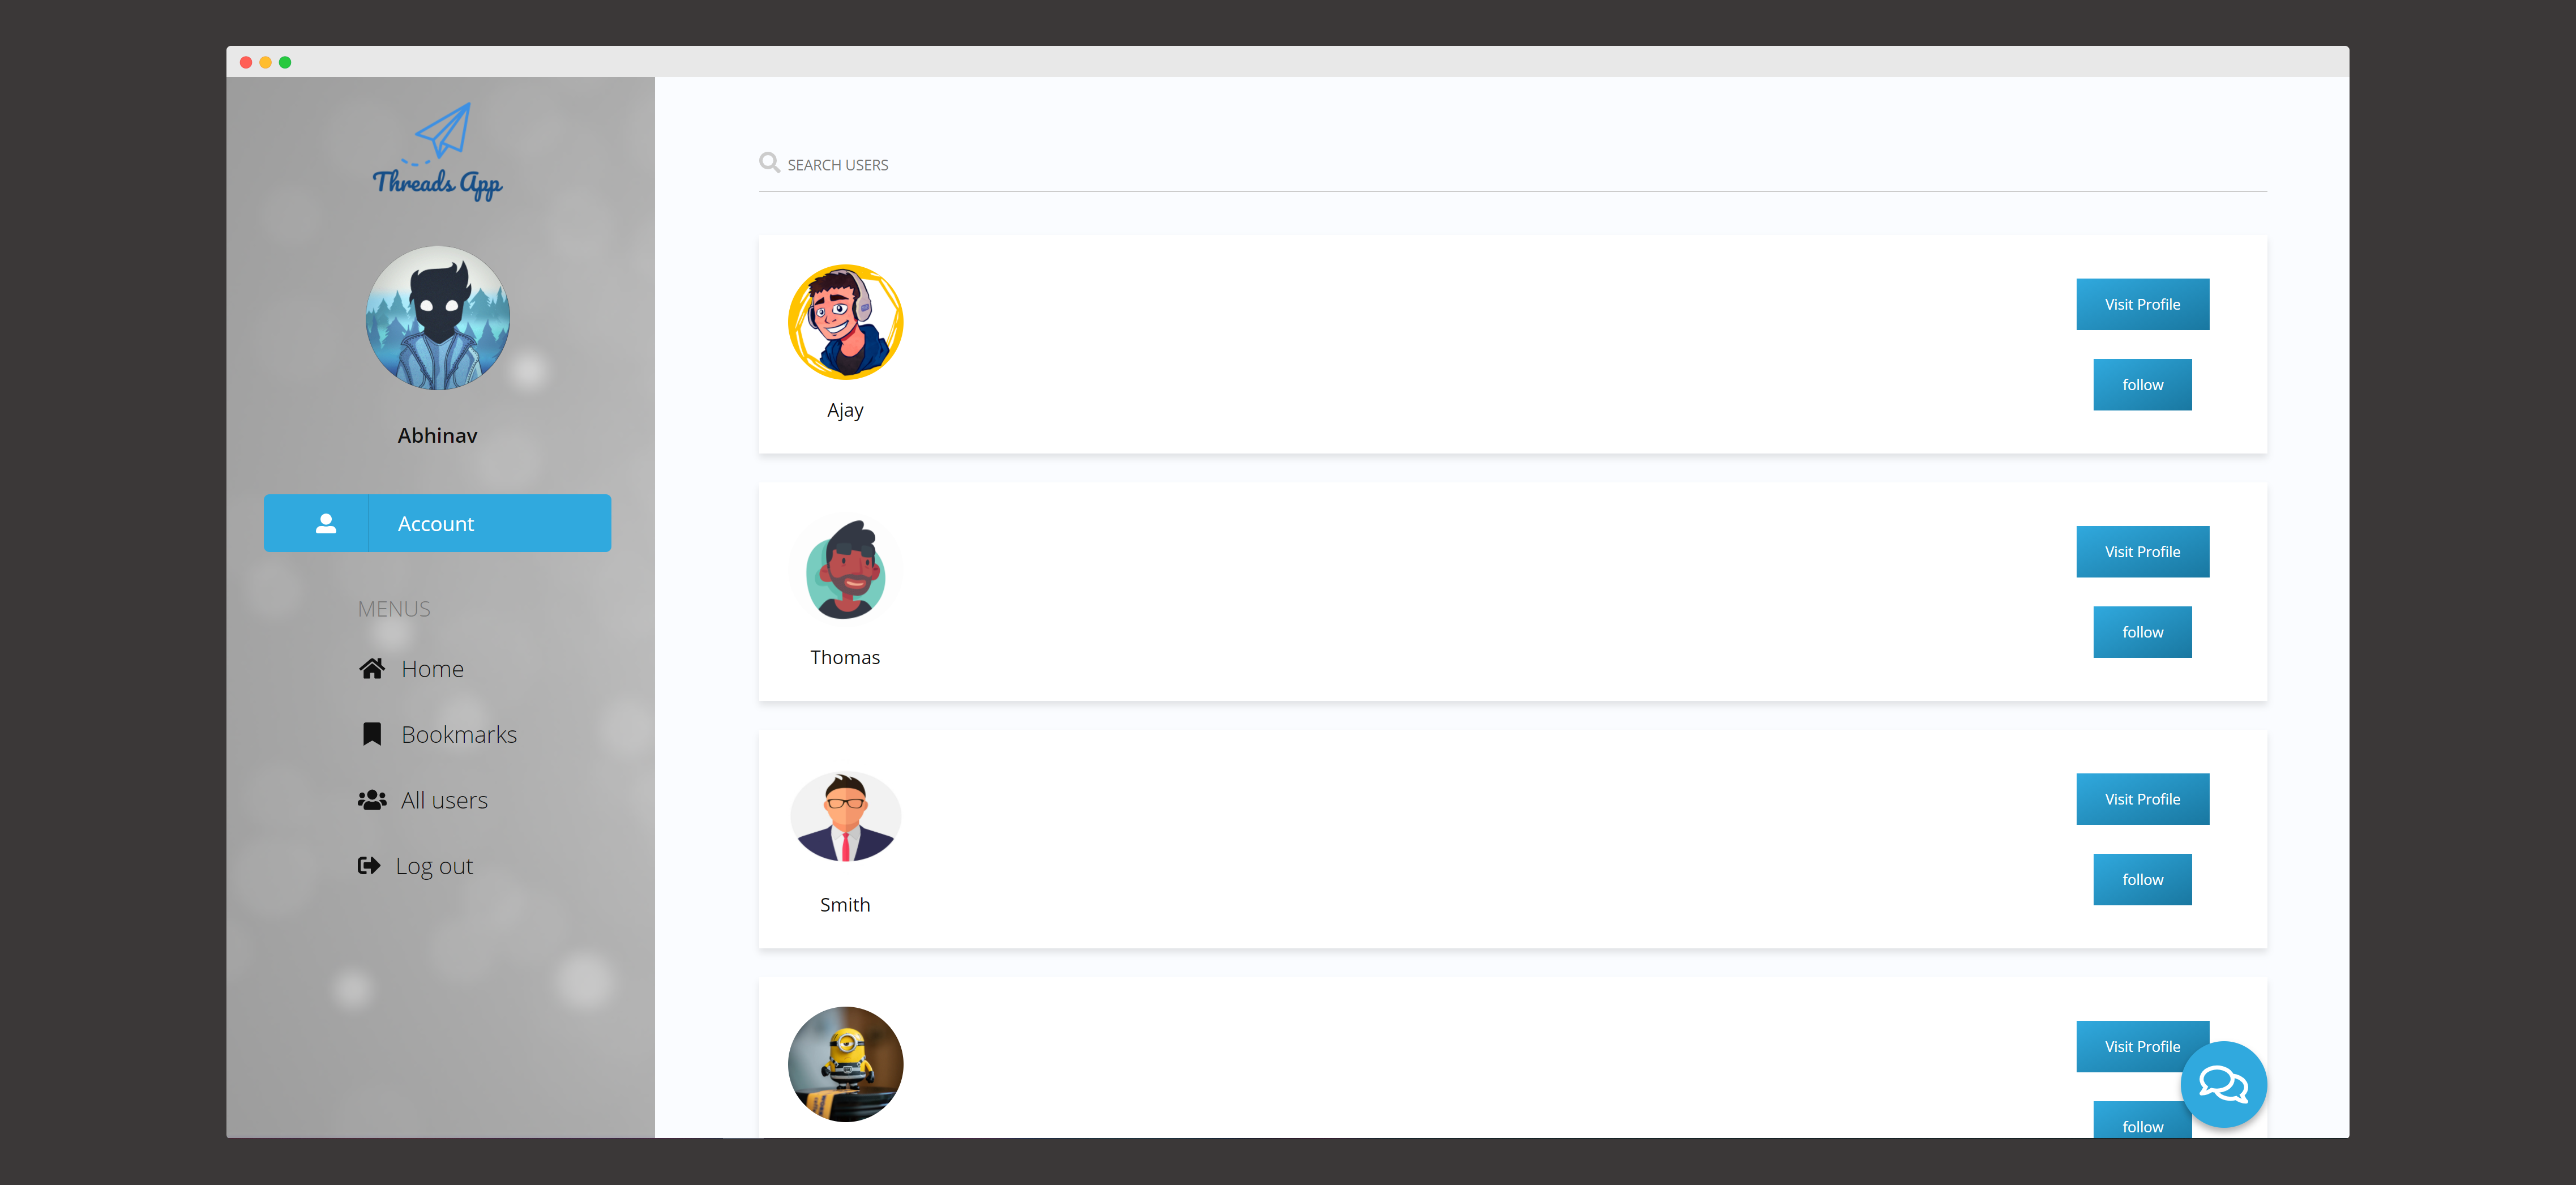 Threads App
Abhinav
Account
MENUS
Home
Bookmarks
All users
Log out
SEARCH USERS
Ajay
Visit Profile
follow
Thomas
Visit Profile
follow
Smith
Visit Profile
follow
Visit Profile
follow